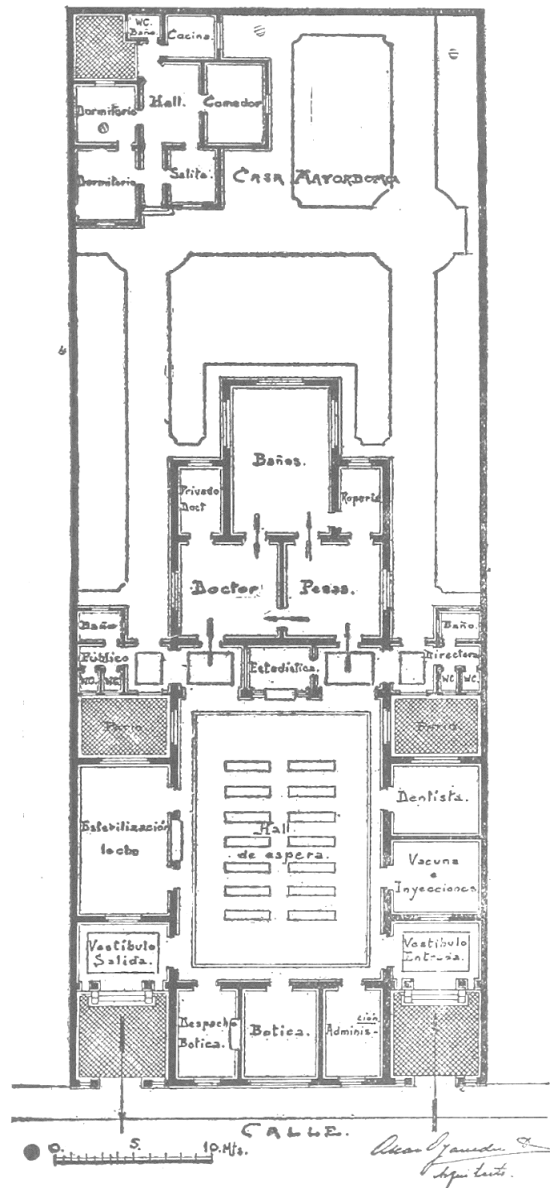 W.C.
Baño
Cocina
Hall.
Comedor
Dormitorio
Salita.
Dormitorio
CASA MAYORDOMO
Baños.
Privado
Doct
Roperia
Doctor
Pesas.
Baño
Baño.
Público
Estadística.
Directora
WC.
WC
WC
WC.
Patio.
Patio.
Esterilización
leche
Hall.
de espera.
Dentista.
Vacuna
e
Inyecciones
Vestíbulo
Salida.
Vestíbulo
Entrada.
Despacho
Botica.
Botica.
ción
Adminis-
CALLE.
0. 5. 10. Mts.
Arquitecto.